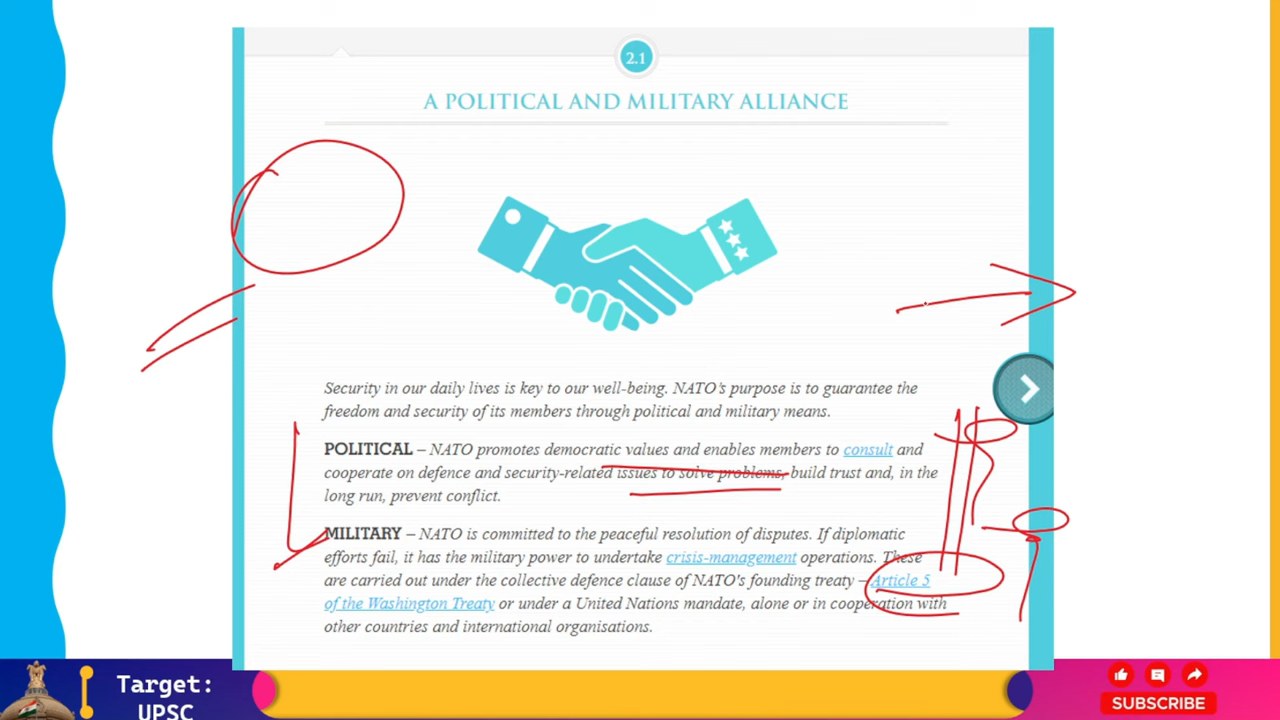 2.1
A POLITICAL AND MILITARY ALLIANCE
Security in our daily lives is key to our well-being. NATO's purpose is to guarantee the
freedom and security of its members through political and military means.
POLITICAL – NATO promotes democratic values and enables members to consult and
cooperate on defence and security-related issues to solve problems, build trust and, in the
long run, prevent conflict.
MILITARY – NATO is committed to the peaceful resolution of disputes. If diplomatic
efforts fail, it has the military power to undertake crisis-management operations. These
are carried out under the collective defence clause of NATO's founding treaty – Article 5
of the Washington Treaty or under a United Nations mandate, alone or in cooperation with
other countries and international organisations.
Target:
UPSC
SUBSCRIBE